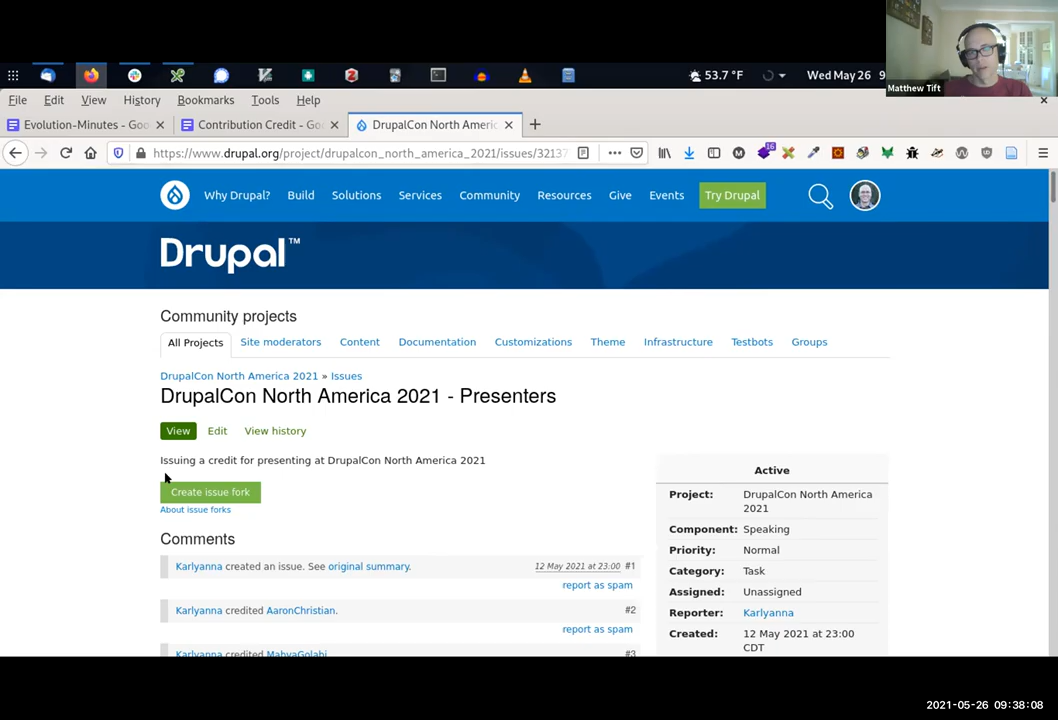 53.7 °F
Wed May 26 9
Matthew Tift
File Edit View History Bookmarks Tools Help
Evolution-Minutes - Goo
Contribution Credit - Go
DrupalCon North Americ
https://www.drupal.org/project/drupalcon_north_america_2021/issues/32137
16
Why Drupal? Build Solutions Services Community Resources Give Events Try Drupal
Drupal™
Community projects
All Projects Site moderators Content Documentation Customizations Theme Infrastructure Testbots Groups
DrupalCon North America 2021 » Issues
DrupalCon North America 2021 - Presenters
View Edit View history
Issuing a credit for presenting at DrupalCon North America 2021
Create issue fork
About issue forks
Comments
Karlyanna created an issue. See original summary. 12 May 2021 at 23:00 #1
report as spam
Karlyanna credited AaronChristian. #2
report as spam
Karlyanna credited MahyaGolabi. #3
Active
Project: DrupalCon North America
2021
Component: Speaking
Priority: Normal
Category: Task
Assigned: Unassigned
Reporter: Karlyanna
Created: 12 May 2021 at 23:00
CDT
2021-05-26 09:38:08